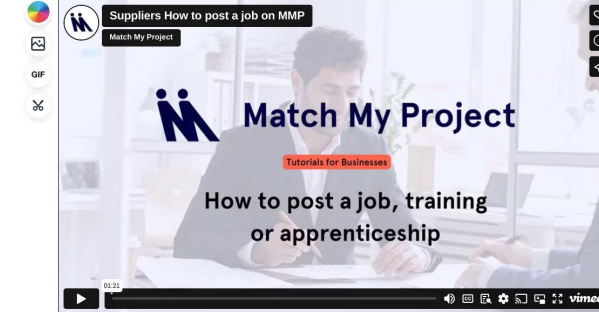 Suppliers How to post a job on MMP
Match My Project
GIF
Match My Project
Tutorials for Businesses
How to post a job, training
or apprenticeship
01:21
CC